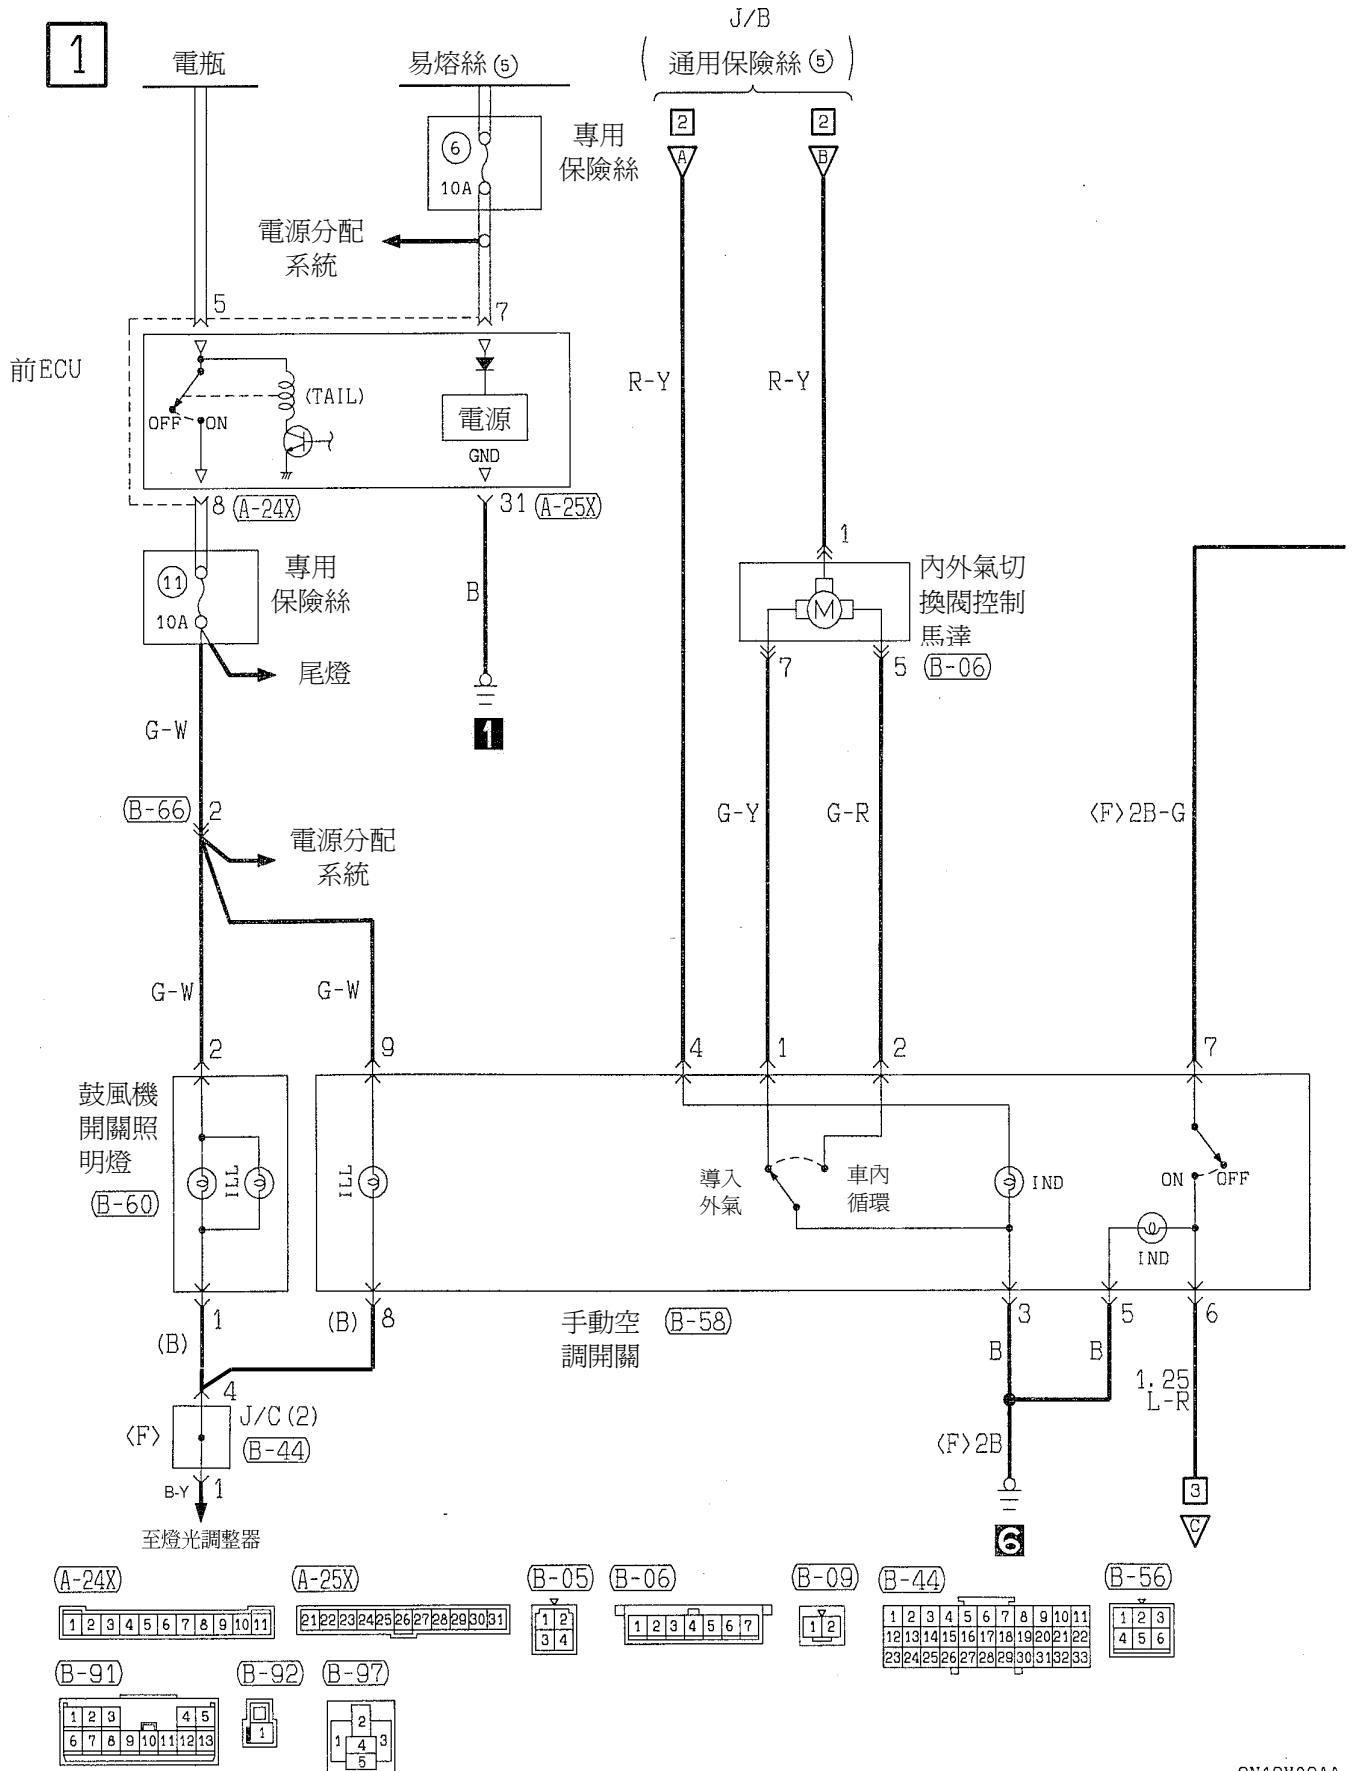 1
J/B
電瓶
易熔絲⑤
通用保險絲⑤
2
2
A
B
⑥
10A
專用
保險絲
電源分配
系統
5
7
前ECU
OFF
ON
(TAIL)
電源
GND
R-Y
R-Y
8
A-24X
31
A-25X
1
⑪
10A
專用
保險絲
B
M
內外氣切
換閥控制
馬達
7
5
B-06
尾燈
1
G-W
B-66
2
電源分配
系統
G-Y
G-R
<F>2B-G
G-W
G-W
2
9
4
1
2
7
鼓風機
開關照
明燈
B-60
ILL
ILL
導入
外氣
車內
循環
IND
ON
OFF
IND
1
(B)
(B)
8
手動空
調開關
B-58
3
5
6
B
B
1.25
L-R
4
J/C(2)
<F>
B-44
<F>2B
B-Y
1
3
C
至燈光調整器
6
A-24X
A-25X
B-05
B-06
B-09
B-44
B-56
1 2 3 4 5 6 7 8 9 10 11
21 22 23 24 25 26 27 28 29 30 31
1 2
3 4
1 2 3 4 5 6 7
1 2
1 2 3 4 5 6 7 8 9 10 11
12 13 14 15 16 17 18 19 20 21 22
23 24 25 26 27 28 29 30 31 32 33
1 2 3
4 5 6
B-91
B-92
B-97
1 2 3 4 5
6 7 8 9 10 11 12 13
1
2
1 4 3
5